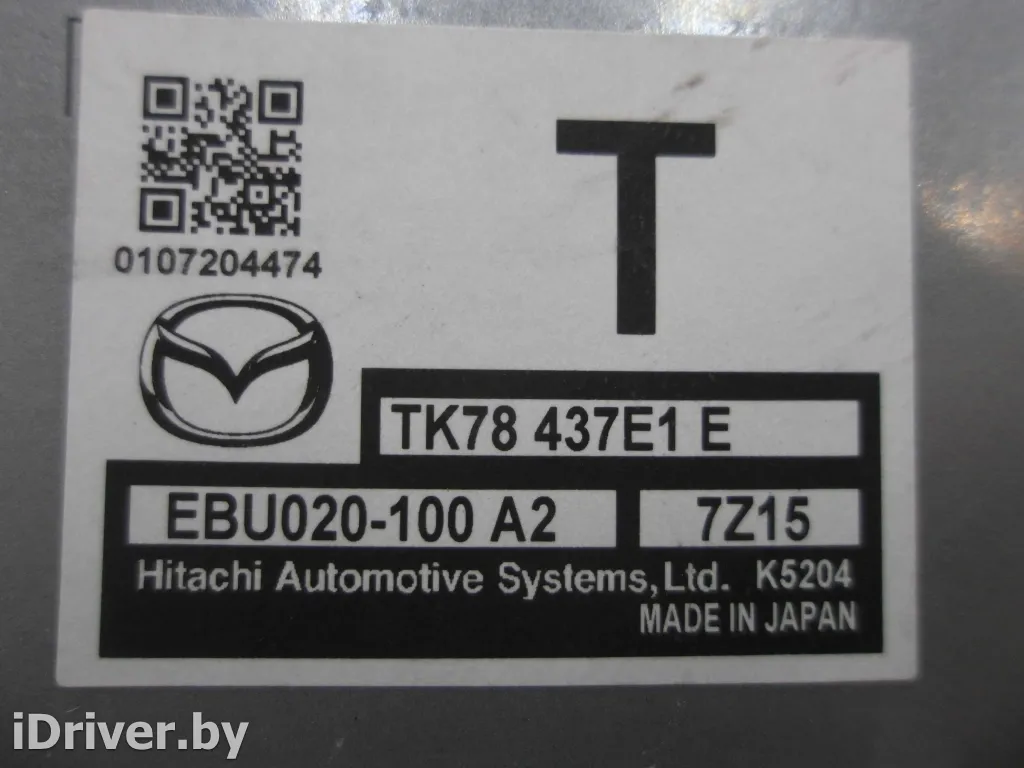 T
0107204474
TK78 437E1 E
EBU020-100 A2 7Z15
Hitachi Automotive Systems,Ltd. K5204
MADE IN JAPAN
iDriver.by